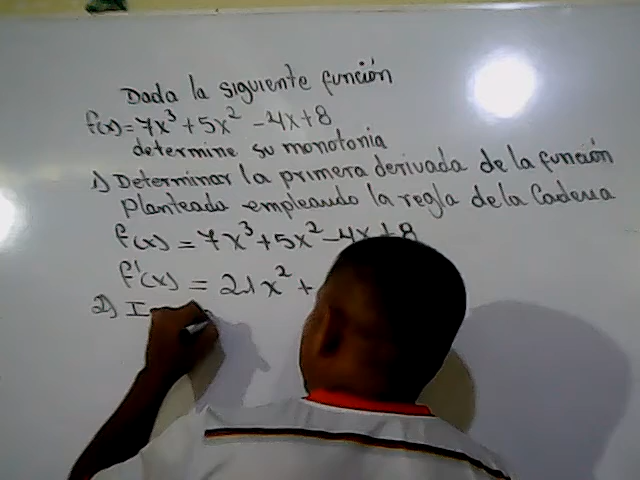 Dada la siguiente función
f(x) = 7x³ + 5x² - 4x + 8
determine su monotonia
1) Determinar la primera derivada de la función
planteada empleando la regla de la Cadena
f(x) = 7x³ + 5x² - 4x + 8
f'(x) = 21x² +
2) I